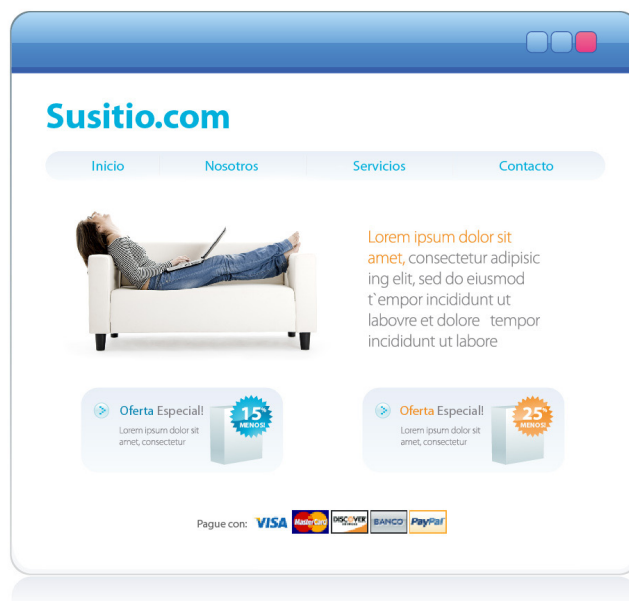 Susitio.com
Inicio Nosotros Servicios Contacto
Lorem ipsum dolor sit
amet, consectetur adipisic
ing elit, sed do eiusmod
t`empor incididunt ut
labovre et dolore tempor
incididunt ut labore
Oferta Especial!
Lorem ipsum dolor sit
amet, consectetur
15%
MENOS!
Oferta Especial!
Lorem ipsum dolor sit
amet, consectetur
25%
MENOS!
Pague con: VISA MasterCard DISCOVER BANCO PayPal